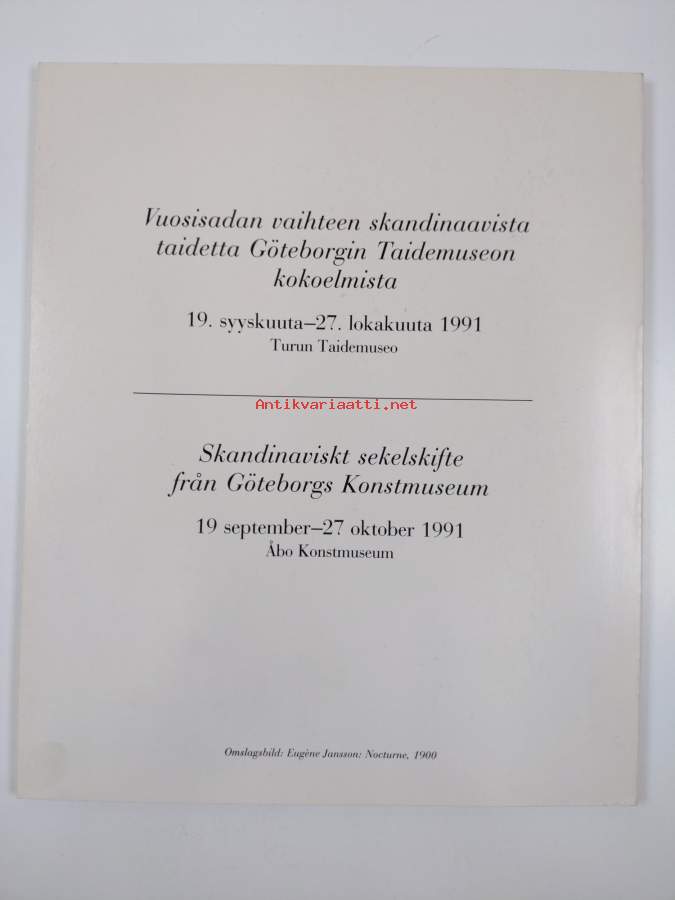 Vuosisadan vaihteen skandinaavista
taidetta Göteborgin Taidemuseon
kokoelmista
19. syyskuuta–27. lokakuuta 1991
Turun Taidemuseo
Antikvariaatti.net
Skandinaviskt sekelskifte
från Göteborgs Konstmuseum
19 september–27 oktober 1991
Åbo Konstmuseum
Omslagsbild: Eugène Jansson: Nocturne, 1900